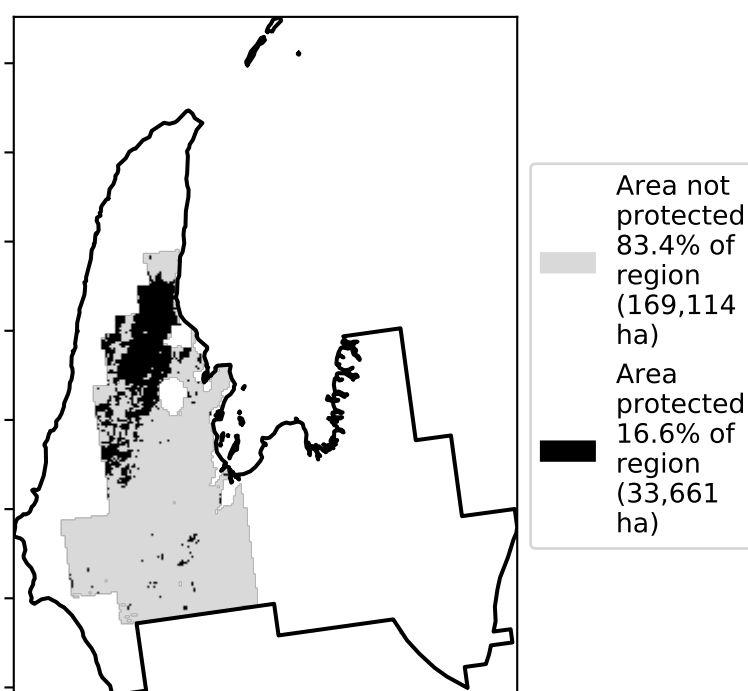 Area not
protected
83.4% of
region
(169,114
ha)
Area
protected
16.6% of
region
(33,661
ha)